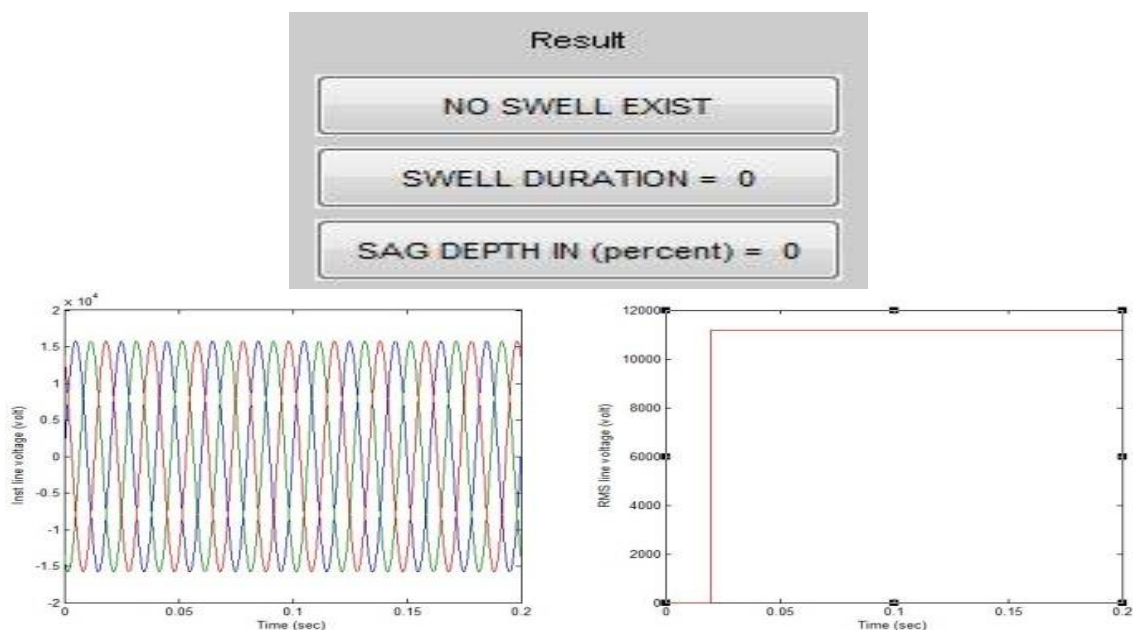 Result
NO SWELL EXIST
SWELL DURATION = 0
SAG DEPTH IN (percent) = 0
× 10^4
2
1.5
1
0.5
0
-0.5
-1
-1.5
-2
Inst line voltage (volt)
0 0.05 0.1 0.15 0.2
Time (sec)
12000
10000
8000
6000
4000
2000
0
RMS line voltage (volt)
0 0.05 0.1 0.15 0.2
Time (sec)